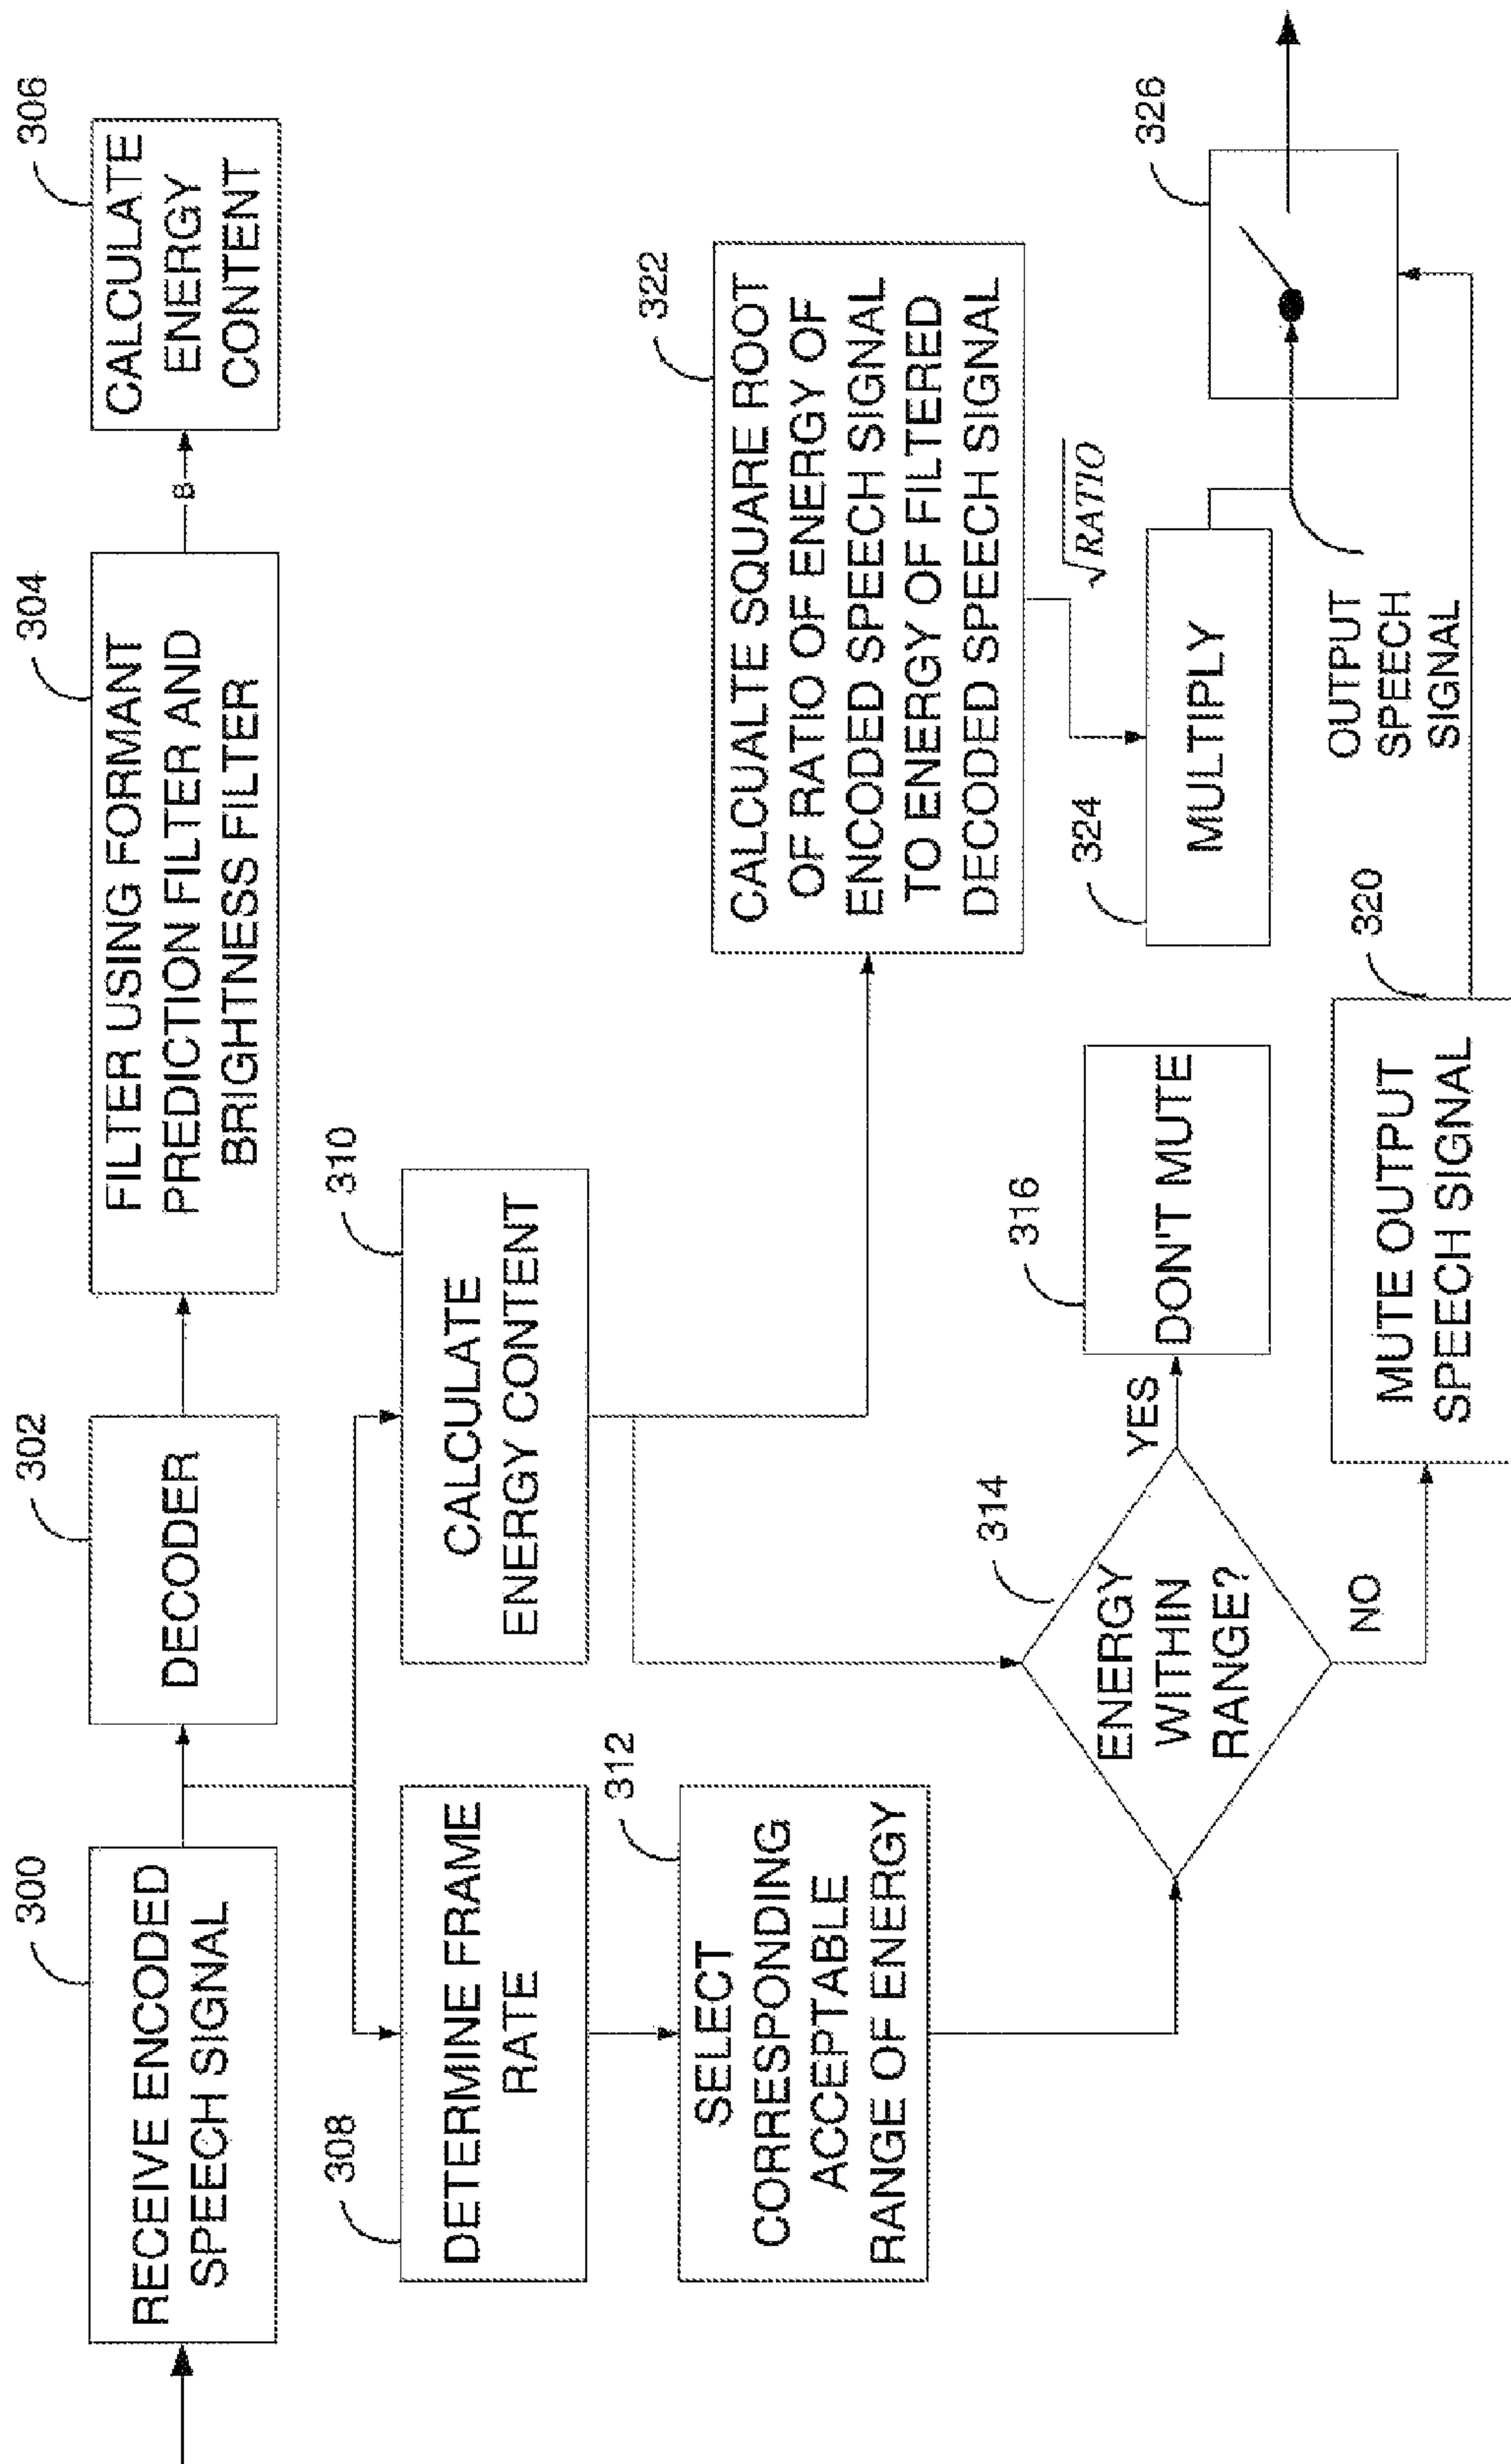 300
RECEIVE ENCODED
SPEECH SIGNAL
302
DECODER
304
FILTER USING FORMANT
PREDICTION FILTER AND
BRIGHTNESS FILTER
B
306
CALCULATE
ENERGY
CONTENT
308
DETERMINE FRAME
RATE
310
CALCULATE
ENERGY CONTENT
312
SELECT
CORRESPONDING
ACCEPTABLE
RANGE OF ENERGY
314
ENERGY
WITHIN
RANGE?
YES
NO
316
DON'T MUTE
320
MUTE OUTPUT
SPEECH SIGNAL
322
CALCUALTE SQUARE ROOT
OF RATIO OF ENERGY OF
ENCODED SPEECH SIGNAL
TO ENERGY OF FILTERED
DECODED SPEECH SIGNAL
√RATIO
324
MULTIPLY
OUTPUT
SPEECH
SIGNAL
326